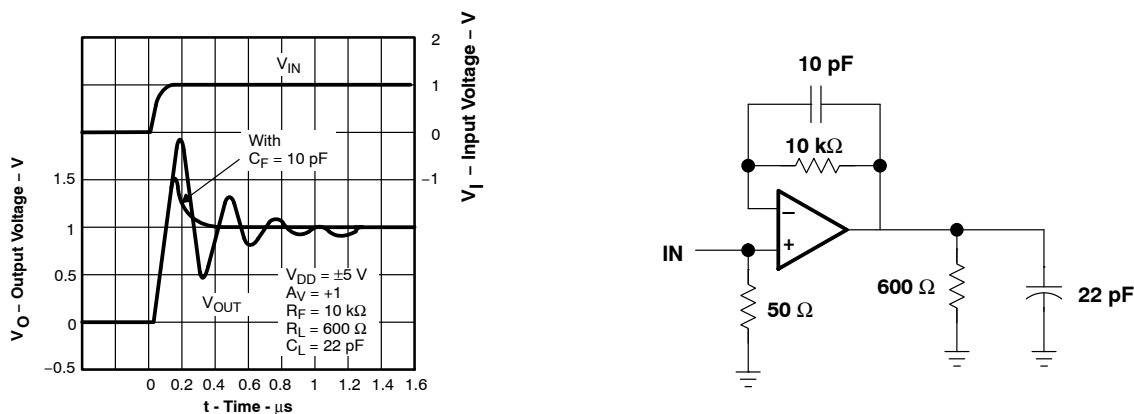 2
V_IN
1
0
With
C_F = 10 pF
−1
V_I – Input Voltage – V
V_O – Output Voltage – V
1.5
1
0.5
0
−0.5
V_OUT
V_DD = ±5 V
A_V = +1
R_F = 10 kΩ
R_L = 600 Ω
C_L = 22 pF
0 0.2 0.4 0.6 0.8 1 1.2 1.4 1.6
t - Time - μs
10 pF
10 kΩ
−
+
IN
50 Ω
600 Ω
22 pF